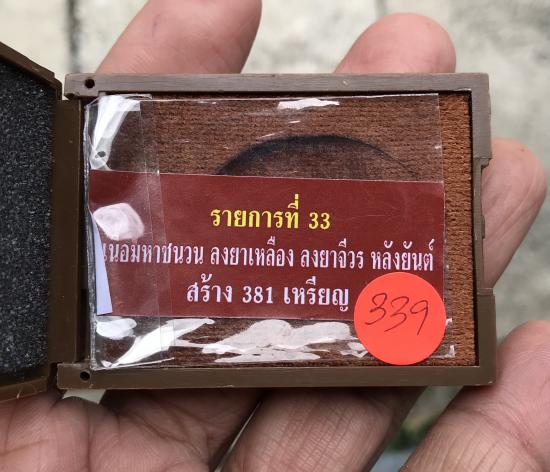 รายการที่ 33
เนื้อมหาชนวน ลงยาเหลือง ลงยาจีวร หลังยันต์
สร้าง 381 เหรียญ
339